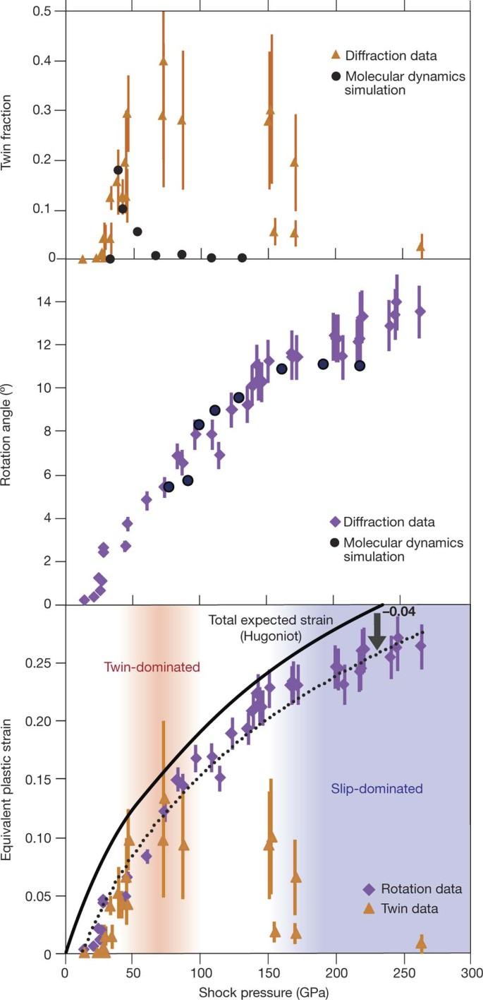 0.5
0.4
0.3
0.2
0.1
0
Twin fraction
Diffraction data
Molecular dynamics
simulation
14
12
10
8
6
4
2
0
Rotation angle (º)
Diffraction data
Molecular dynamics
simulation
Total expected strain
(Hugoniot)
–0.04
Twin-dominated
Slip-dominated
0.25
0.20
0.15
0.10
0.05
0
Equivalent plastic strain
Rotation data
Twin data
0 50 100 150 200 250 300
Shock pressure (GPa)